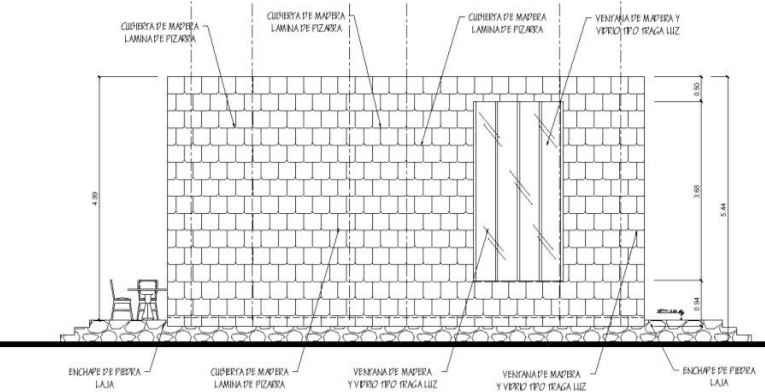 CUBIERTA DE MADERA
LAMINA DE PIZARRA
CUBIERTA DE MADERA
LAMINA DE PIZARRA
CUBIERTA DE MADERA
LAMINA DE PIZARRA
VENTANA DE MADERA Y
VIDRIO TIPO TRAGA LUZ
4.99
0.50
3.68
5.44
0.94
ENCHAPE DE PIEDRA
LAJA
CUBIERTA DE MADERA
LAMINA DE PIZARRA
VENTANA DE MADERA
Y VIDRIO TIPO TRAGA LUZ
VENTANA DE MADERA
Y VIDRIO TIPO TRAGA LUZ
ENCHAPE DE PIEDRA
LAJA